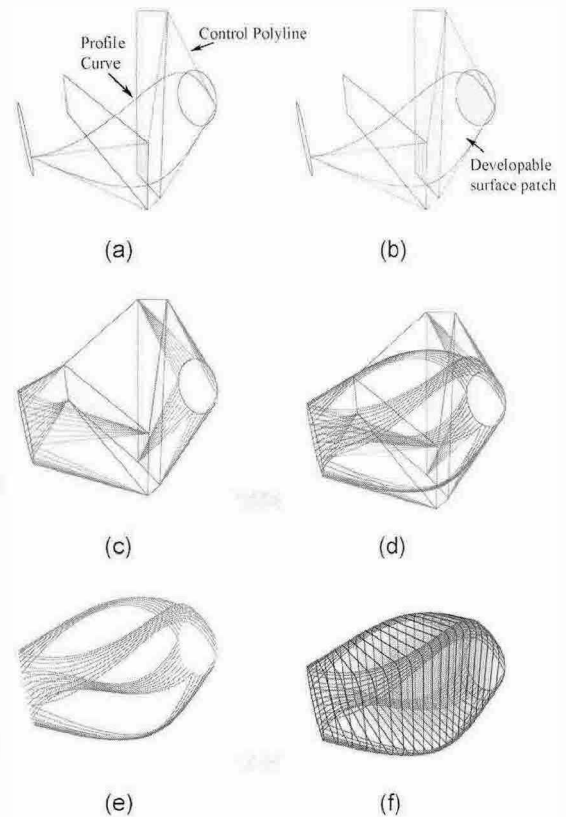 Profile
Curve
Control Polyline
Developable
surface patch
(a)
(b)
(c)
(d)
(e)
(f)